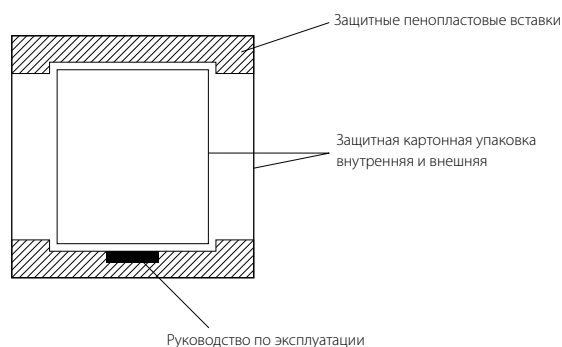 Защитные пенопластовые вставки
Защитная картонная упаковка
внутренняя и внешняя
Руководство по эксплуатации